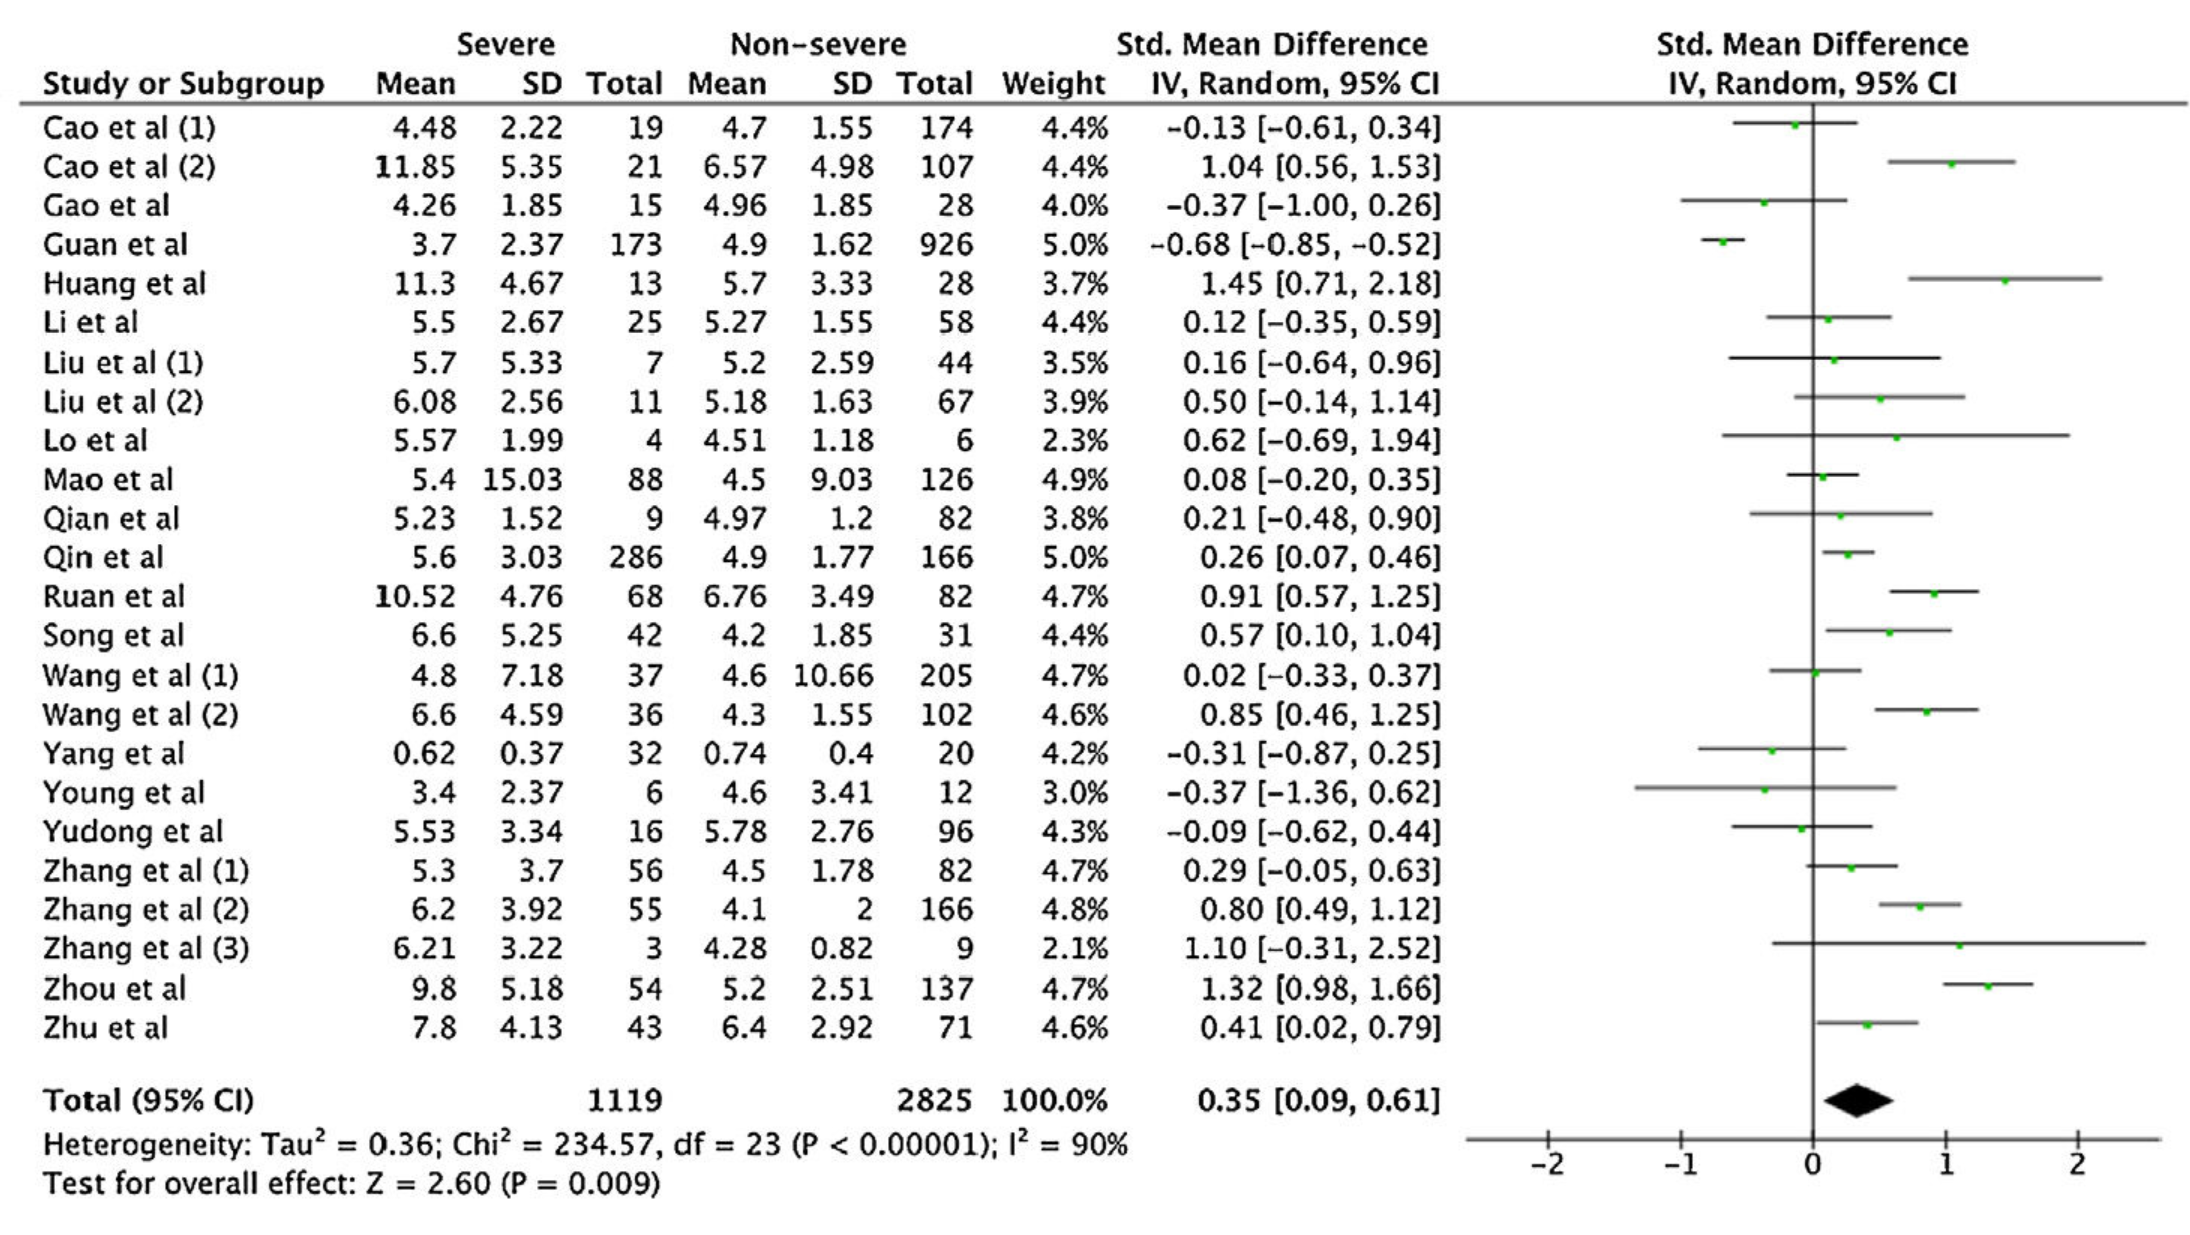 Severe Non-severe Std. Mean Difference Std. Mean Difference
Study or Subgroup Mean SD Total Mean SD Total Weight IV, Random, 95% CI IV, Random, 95% CI
Cao et al (1) 4.48 2.22 19 4.7 1.55 174 4.4% -0.13 [-0.61, 0.34]
Cao et al (2) 11.85 5.35 21 6.57 4.98 107 4.4% 1.04 [0.56, 1.53]
Gao et al 4.26 1.85 15 4.96 1.85 28 4.0% -0.37 [-1.00, 0.26]
Guan et al 3.7 2.37 173 4.9 1.62 926 5.0% -0.68 [-0.85, -0.52]
Huang et al 11.3 4.67 13 5.7 3.33 28 3.7% 1.45 [0.71, 2.18]
Li et al 5.5 2.67 25 5.27 1.55 58 4.4% 0.12 [-0.35, 0.59]
Liu et al (1) 5.7 5.33 7 5.2 2.59 44 3.5% 0.16 [-0.64, 0.96]
Liu et al (2) 6.08 2.56 11 5.18 1.63 67 3.9% 0.50 [-0.14, 1.14]
Lo et al 5.57 1.99 4 4.51 1.18 6 2.3% 0.62 [-0.69, 1.94]
Mao et al 5.4 15.03 88 4.5 9.03 126 4.9% 0.08 [-0.20, 0.35]
Qian et al 5.23 1.52 9 4.97 1.2 82 3.8% 0.21 [-0.48, 0.90]
Qin et al 5.6 3.03 286 4.9 1.77 166 5.0% 0.26 [0.07, 0.46]
Ruan et al 10.52 4.76 68 6.76 3.49 82 4.7% 0.91 [0.57, 1.25]
Song et al 6.6 5.25 42 4.2 1.85 31 4.4% 0.57 [0.10, 1.04]
Wang et al (1) 4.8 7.18 37 4.6 10.66 205 4.7% 0.02 [-0.33, 0.37]
Wang et al (2) 6.6 4.59 36 4.3 1.55 102 4.6% 0.85 [0.46, 1.25]
Yang et al 0.62 0.37 32 0.74 0.4 20 4.2% -0.31 [-0.87, 0.25]
Young et al 3.4 2.37 6 4.6 3.41 12 3.0% -0.37 [-1.36, 0.62]
Yudong et al 5.53 3.34 16 5.78 2.76 96 4.3% -0.09 [-0.62, 0.44]
Zhang et al (1) 5.3 3.7 56 4.5 1.78 82 4.7% 0.29 [-0.05, 0.63]
Zhang et al (2) 6.2 3.92 55 4.1 2 166 4.8% 0.80 [0.49, 1.12]
Zhang et al (3) 6.21 3.22 3 4.28 0.82 9 2.1% 1.10 [-0.31, 2.52]
Zhou et al 9.8 5.18 54 5.2 2.51 137 4.7% 1.32 [0.98, 1.66]
Zhu et al 7.8 4.13 43 6.4 2.92 71 4.6% 0.41 [0.02, 0.79]
Total (95% CI) 1119 2825 100.0% 0.35 [0.09, 0.61]
Heterogeneity: Tau² = 0.36; Chi² = 234.57, df = 23 (P < 0.00001); I² = 90%
Test for overall effect: Z = 2.60 (P = 0.009)
-2 -1 0 1 2